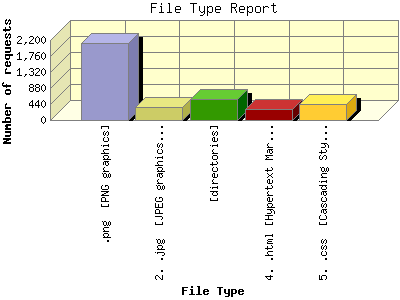 File Type Report
Number of requests
2,200
1,760
1,320
880
440
0
.png [PNG graphics]
2. .jpg [JPEG graphics...
[directories]
4. .html [Hypertext Mar...
5. .css [Cascading Sty...
File Type